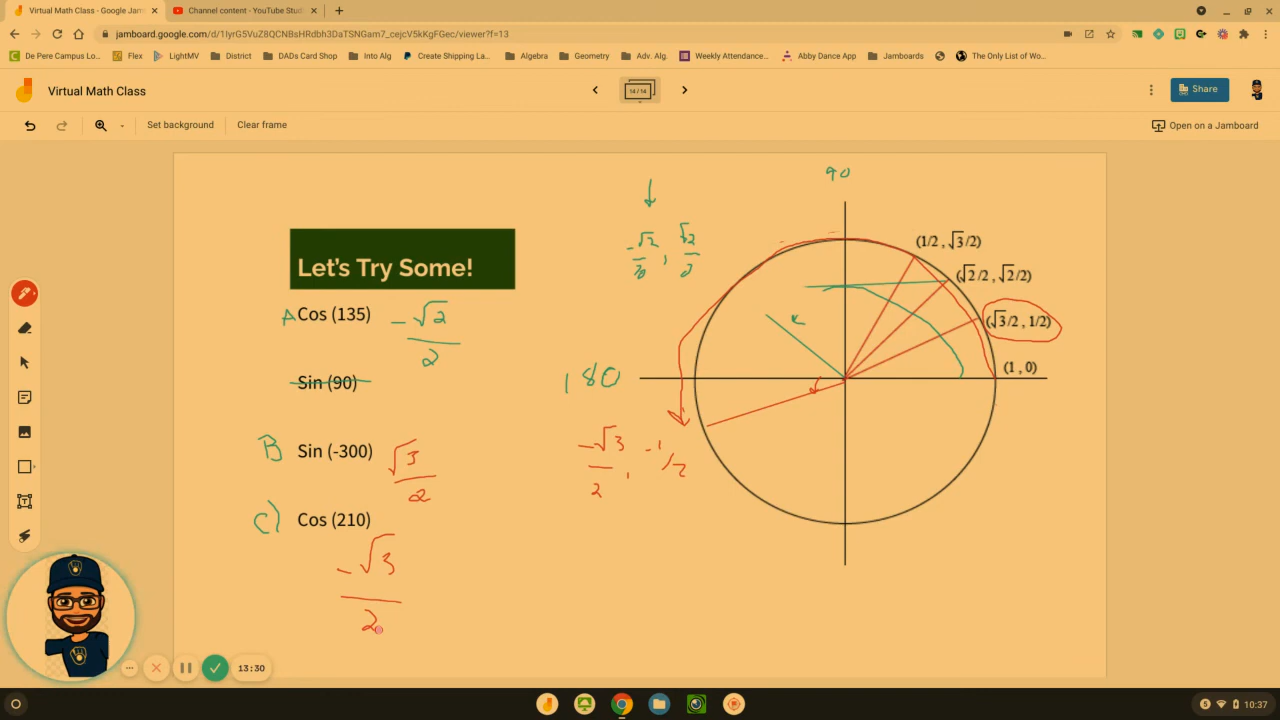 Virtual Math Class - Google Jam
Channel content - YouTube Stud
jamboard.google.com/d/1IyrG5VuZ8QCNBsHRdbh3DaTSNGam7_cejcV5kKgFGec/viewer?f=13
De Pere Campus Lo...
Flex
LightMV
District
DADs Card Shop
Into Alg
Create Shipping La...
Algebra
Geometry
Adv. Alg.
Weekly Attendance...
Abby Dance App
Jamboards
The Only List of Wo...
Virtual Math Class
14 / 14
Share
Set background
Clear frame
Open on a Jamboard
90
-√2/2, √2/2
Let's Try Some!
(1/2 , √3/2)
(√2/2 , √2/2)
(√3/2 , 1/2)
(1 , 0)
A Cos (135) -√2/2
Sin (90)
180
B Sin (-300) √3/2
-√3/2, -1/2
C) Cos (210)
-√3/2
13:30
10:37